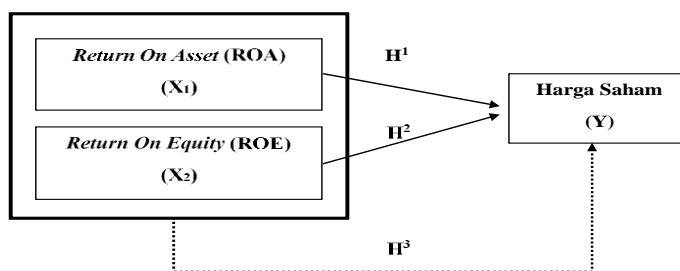 Return On Asset (ROA)
(X₁)
Return On Equity (ROE)
(X₂)
H¹
H²
Harga Saham
(Y)
H³